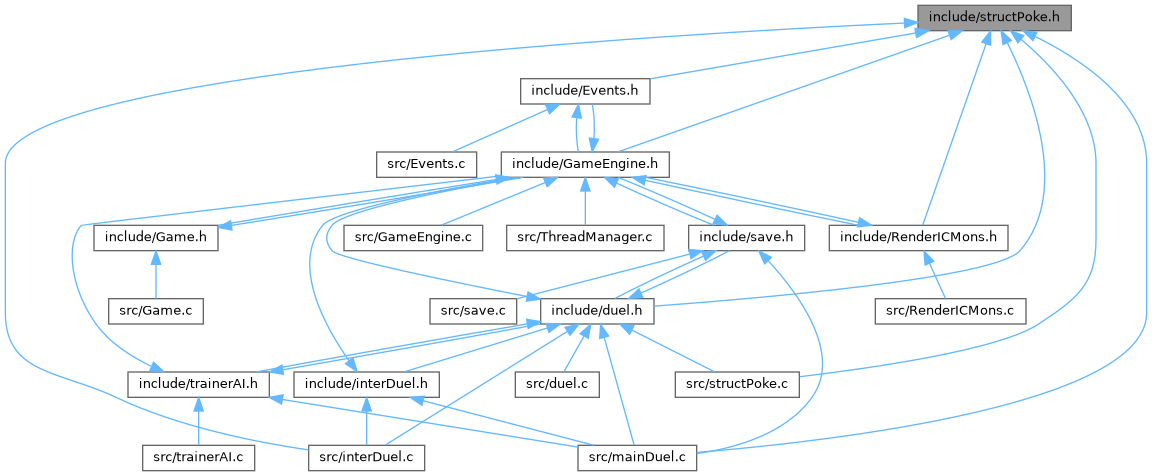 include/structPoke.h
include/Events.h
src/Events.c
include/GameEngine.h
include/Game.h
src/GameEngine.c
src/ThreadManager.c
include/save.h
include/RenderICMons.h
src/Game.c
src/save.c
include/duel.h
src/RenderICMons.c
include/trainerAI.h
include/interDuel.h
src/duel.c
src/structPoke.c
src/trainerAI.c
src/interDuel.c
src/mainDuel.c